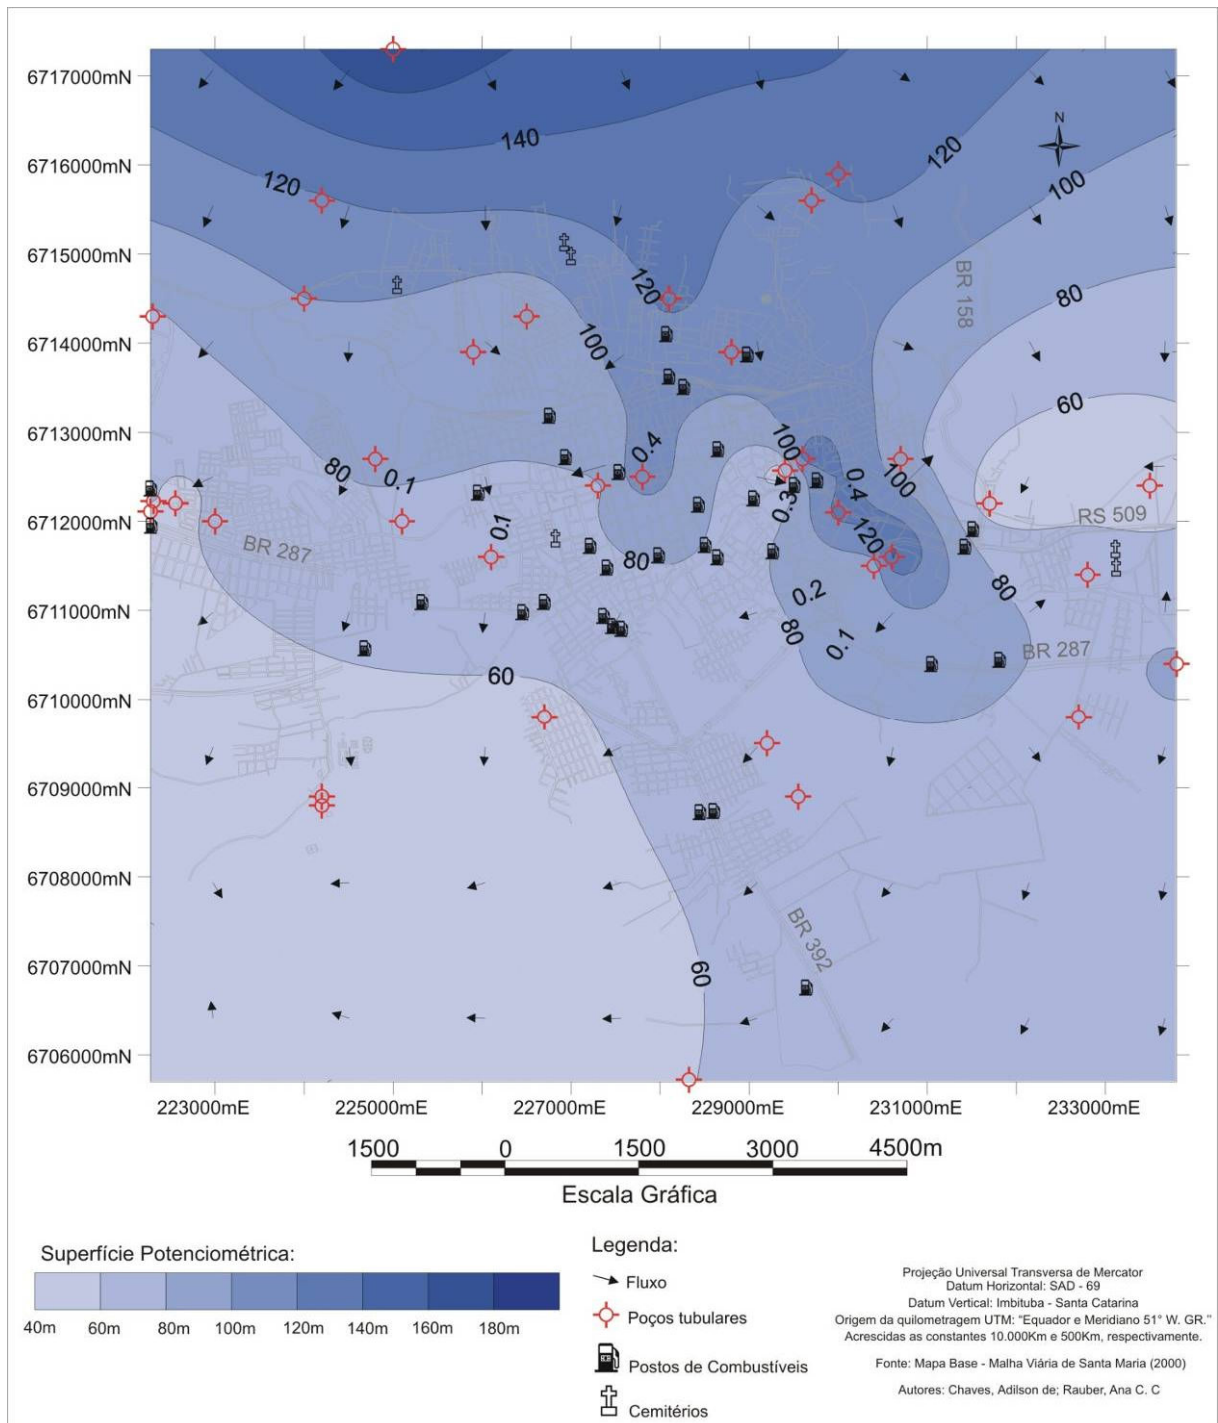 6717000mN
N
140
120
6716000mN
120
100
6715000mN
120
BR 158
80
6714000mN
100
60
6713000mN
80
0.1
0.4
100
0.4
100
0.3
6712000mN
BR 287
0.1
80
120
RS 509
80
6711000mN
0.2
80
0.1
BR 287
60
6710000mN
6709000mN
6708000mN
BR 392
6707000mN
60
6706000mN
223000mE 225000mE 227000mE 229000mE 231000mE 233000mE
1500 0 1500 3000 4500m
Escala Gráfica
Superfície Potenciométrica:
40m 60m 80m 100m 120m 140m 160m 180m
Legenda:
Fluxo
Poços tubulares
Postos de Combustíveis
Cemitérios
Projeção Universal Transversa de Mercator
Datum Horizontal: SAD - 69
Datum Vertical: Imbituba - Santa Catarina
Origem da quilometragem UTM: "Equador e Meridiano 51° W. GR."
Acrescidas as constantes 10.000Km e 500Km, respectivamente.
Fonte: Mapa Base - Malha Viária de Santa Maria (2000)
Autores: Chaves, Adilson de; Rauber, Ana C. C